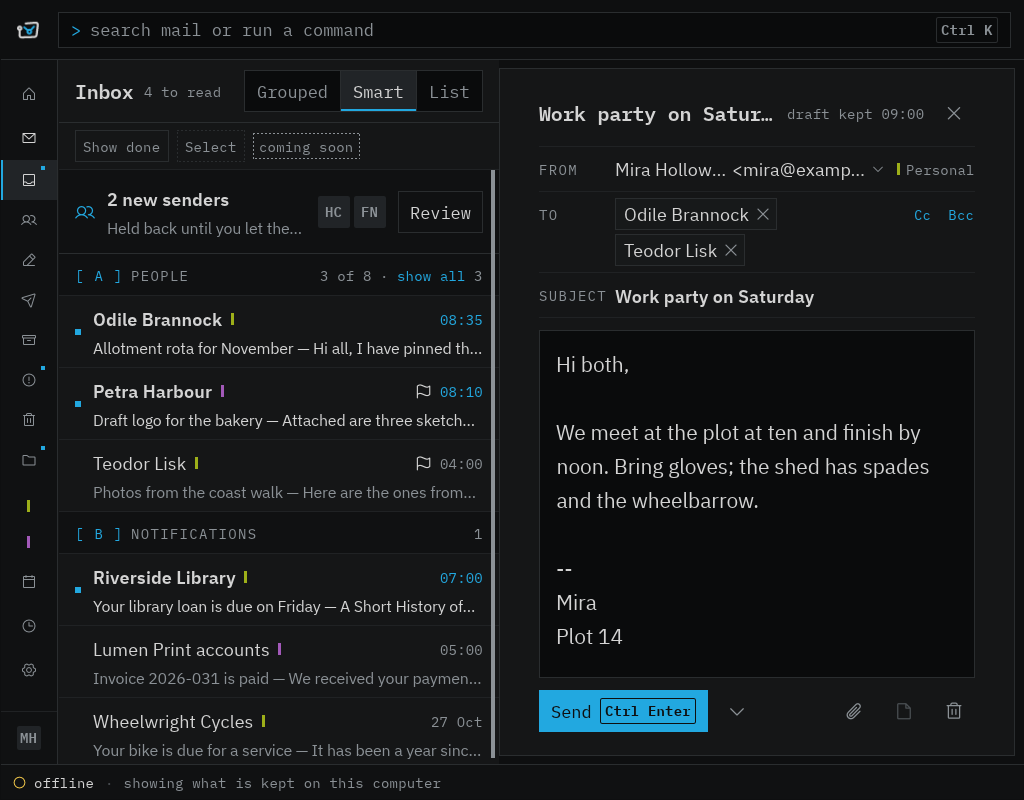 > search mail or run a command
Ctrl K
Inbox 4 to read
Grouped Smart List
Show done Select coming soon
2 new senders
Held back until you let the...
HC FN Review
[ A ] PEOPLE 3 of 8 · show all 3
Odile Brannock 08:35
Allotment rota for November — Hi all, I have pinned th...
Petra Harbour 08:10
Draft logo for the bakery — Attached are three sketch...
Teodor Lisk 04:00
Photos from the coast walk — Here are the ones from...
[ B ] NOTIFICATIONS 1
Riverside Library 07:00
Your library loan is due on Friday — A Short History of...
Lumen Print accounts 05:00
Invoice 2026-031 is paid — We received your paymen...
Wheelwright Cycles 27 Oct
Your bike is due for a service — It has been a year sinc...
MH
Work party on Satur... draft kept 09:00
FROM Mira Hollow... <mira@examp... Personal
TO Odile Brannock Cc Bcc
Teodor Lisk
SUBJECT Work party on Saturday
Hi both,
We meet at the plot at ten and finish by
noon. Bring gloves; the shed has spades
and the wheelbarrow.
--
Mira
Plot 14
Send Ctrl Enter
offline · showing what is kept on this computer